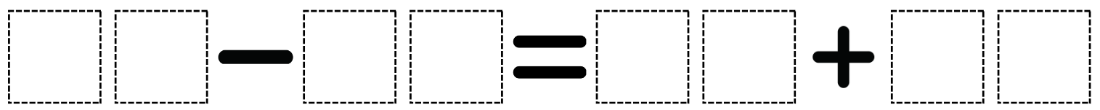 − = +